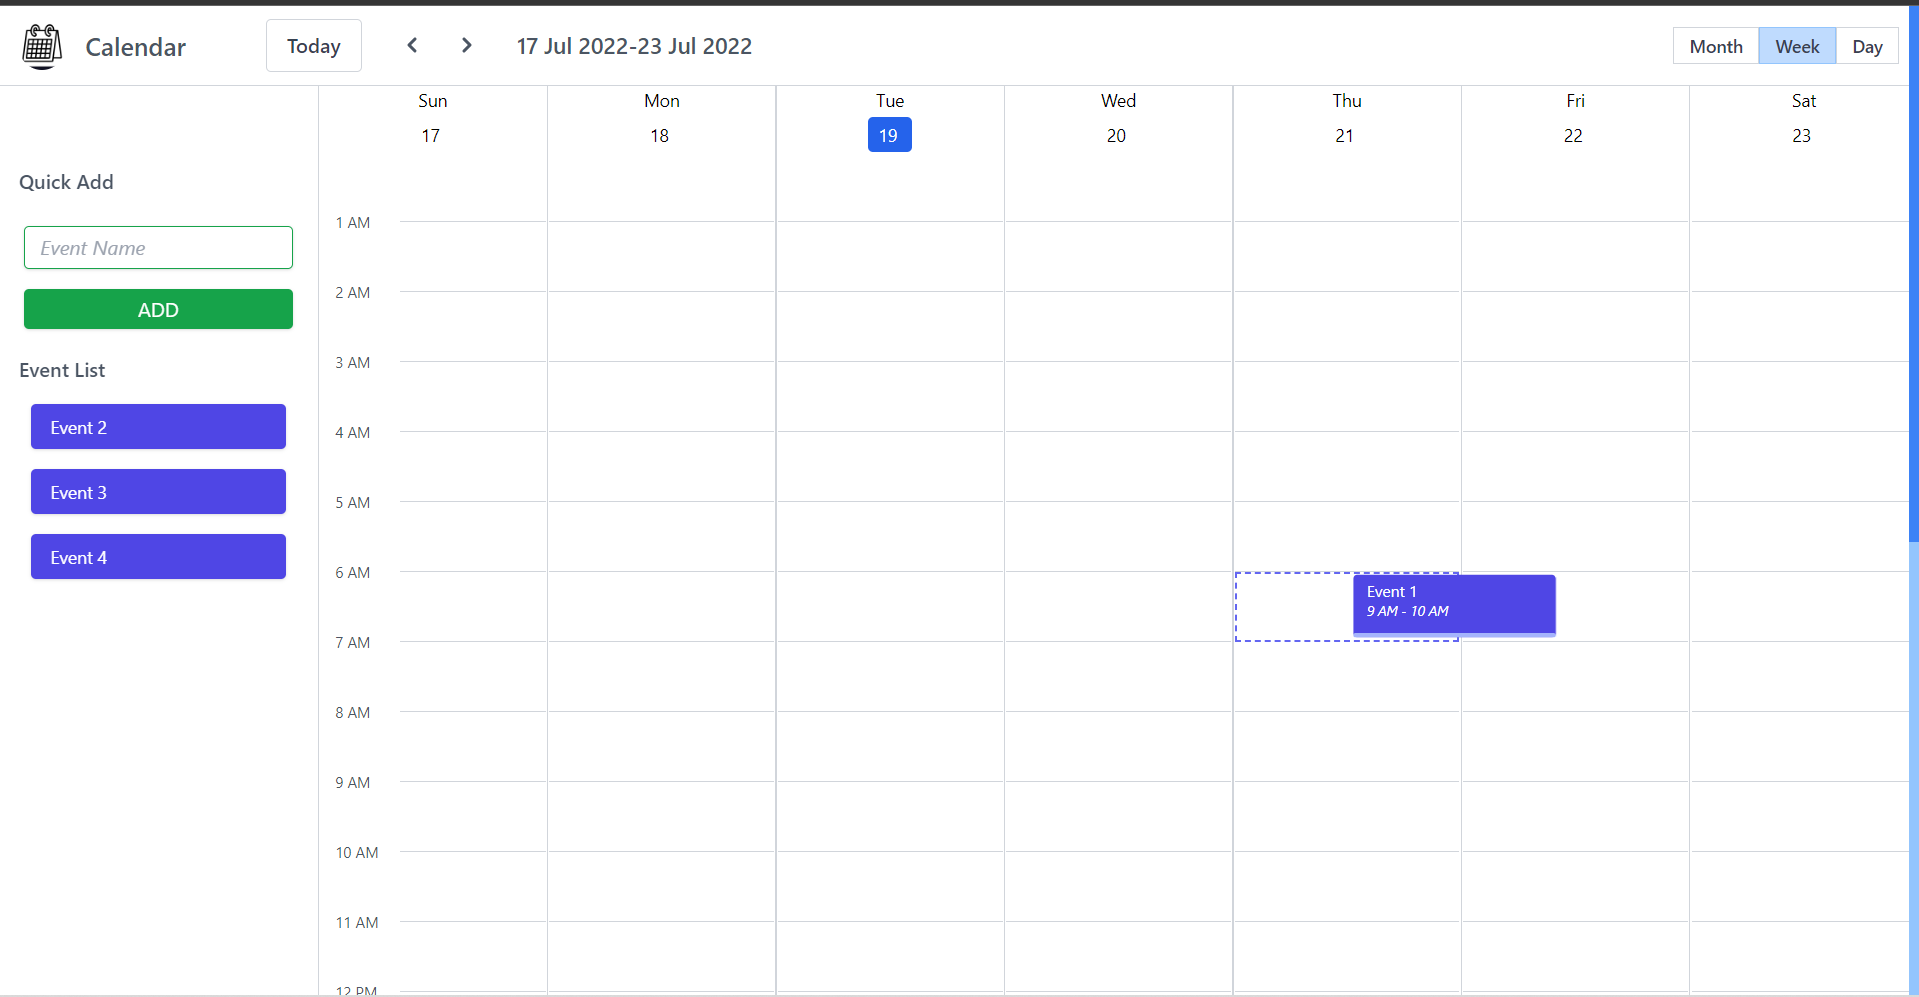 Calendar
Today
17 Jul 2022-23 Jul 2022
Month Week Day
Sun Mon Tue Wed Thu Fri Sat
17 18 19 20 21 22 23
Quick Add
Event Name
ADD
Event List
Event 2
Event 3
Event 4
1 AM
2 AM
3 AM
4 AM
5 AM
6 AM
Event 1
9 AM - 10 AM
7 AM
8 AM
9 AM
10 AM
11 AM
12 PM